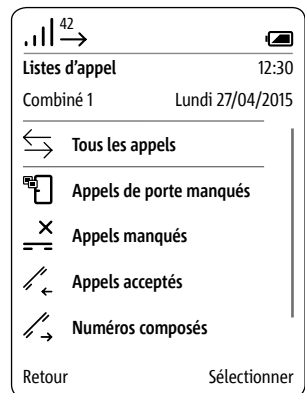 42
Listes d'appel 12:30
Combiné 1 Lundi 27/04/2015
Tous les appels
Appels de porte manqués
Appels manqués
Appels acceptés
Numéros composés
Retour Sélectionner